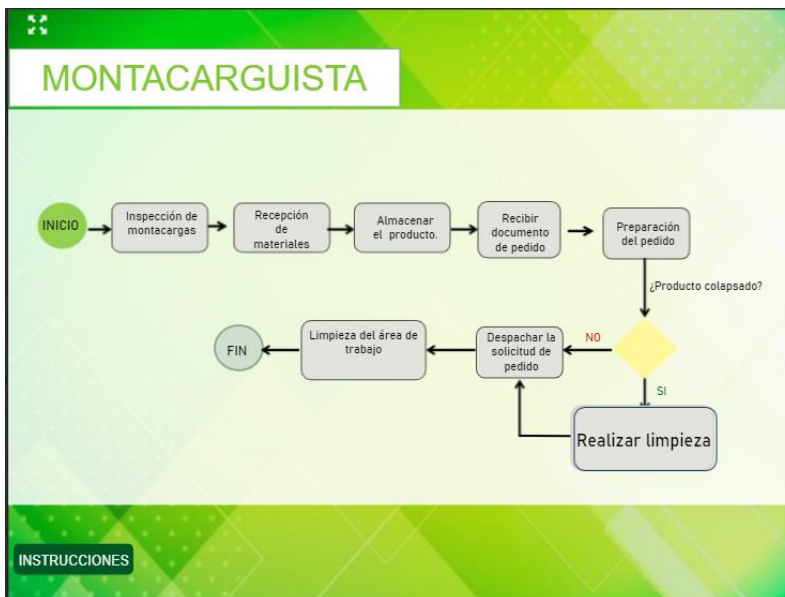 MONTACARGUISTA
INICIO
Inspección de
montacargas
Recepción
de
materiales
Almacenar
el producto.
Recibir
documento
de pedido
Preparación
del pedido
¿Producto colapsado?
NO
SI
Realizar limpieza
Despachar la
solicitud de
pedido
Limpieza del área de
trabajo
FIN
INSTRUCCIONES